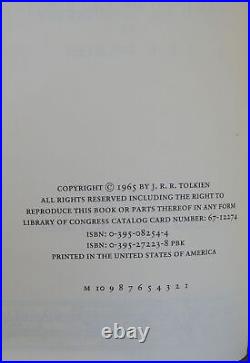 COPYRIGHT © 1965 BY J. R. R. TOLKIEN
ALL RIGHTS RESERVED INCLUDING THE RIGHT TO
REPRODUCE THIS BOOK OR PARTS THEREOF IN ANY FORM
LIBRARY OF CONGRESS CATALOG CARD NUMBER: 67-12274
ISBN: 0-395-08254-4
ISBN: 0-395-27223-8 PBK
PRINTED IN THE UNITED STATES OF AMERICA
M 10 9 8 7 6 5 4 3 2 1